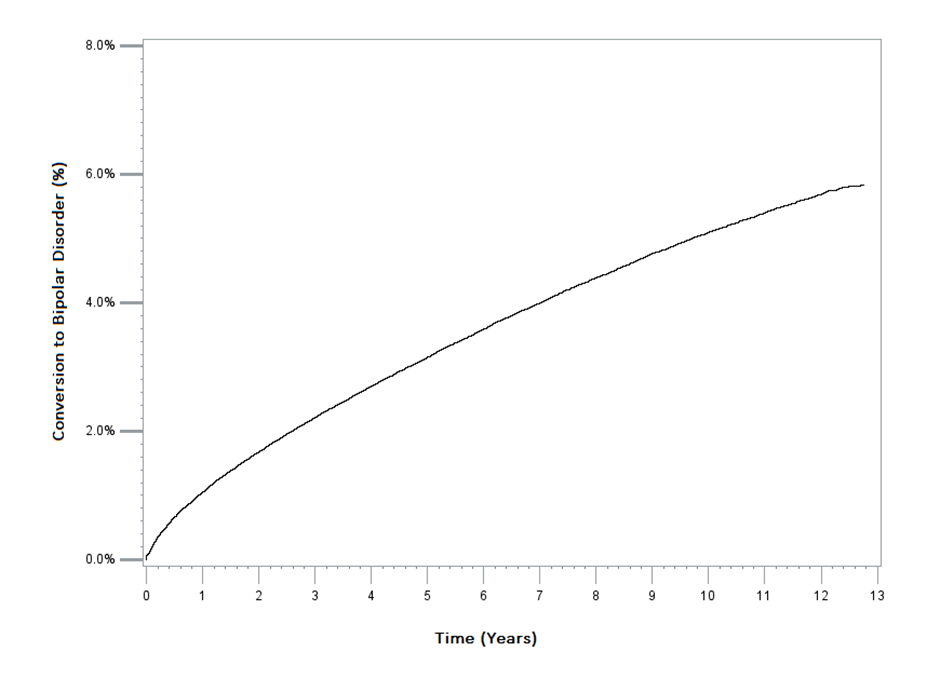 8.0%
6.0%
4.0%
2.0%
0.0%
Conversion to Bipolar Disorder (%)
0 1 2 3 4 5 6 7 8 9 10 11 12 13
Time (Years)